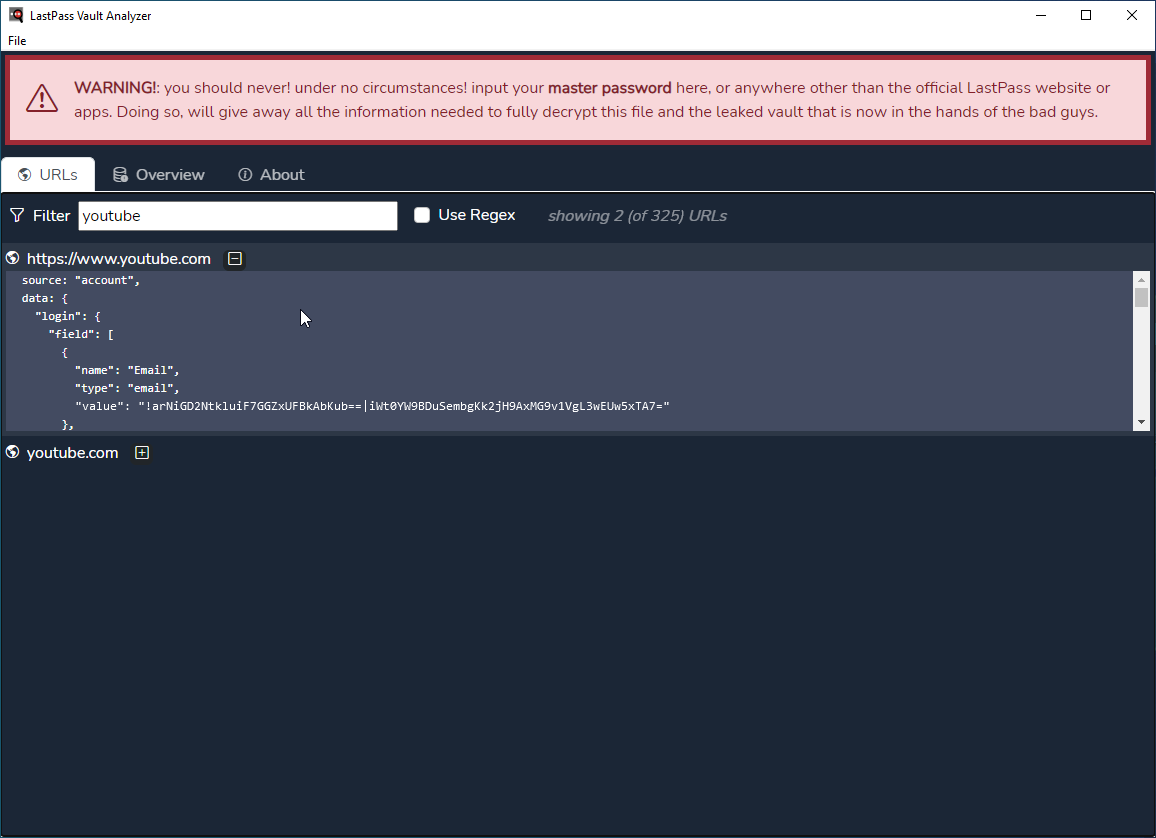 LastPass Vault Analyzer
File
WARNING!: you should never! under no circumstances! input your master password here, or anywhere other than the official LastPass website or
apps. Doing so, will give away all the information needed to fully decrypt this file and the leaked vault that is now in the hands of the bad guys.
URLs Overview About
Filter youtube Use Regex showing 2 (of 325) URLs
https://www.youtube.com
source: "account",
data: {
"login": {
"field": [
{
"name": "Email",
"type": "email",
"value": "!arNiGD2NtkluiF7GGZxUFBkAbKub==|iWt0YW9BDuSembgKk2jH9AxMG9v1VgL3wEUw5xTA7="
},
youtube.com